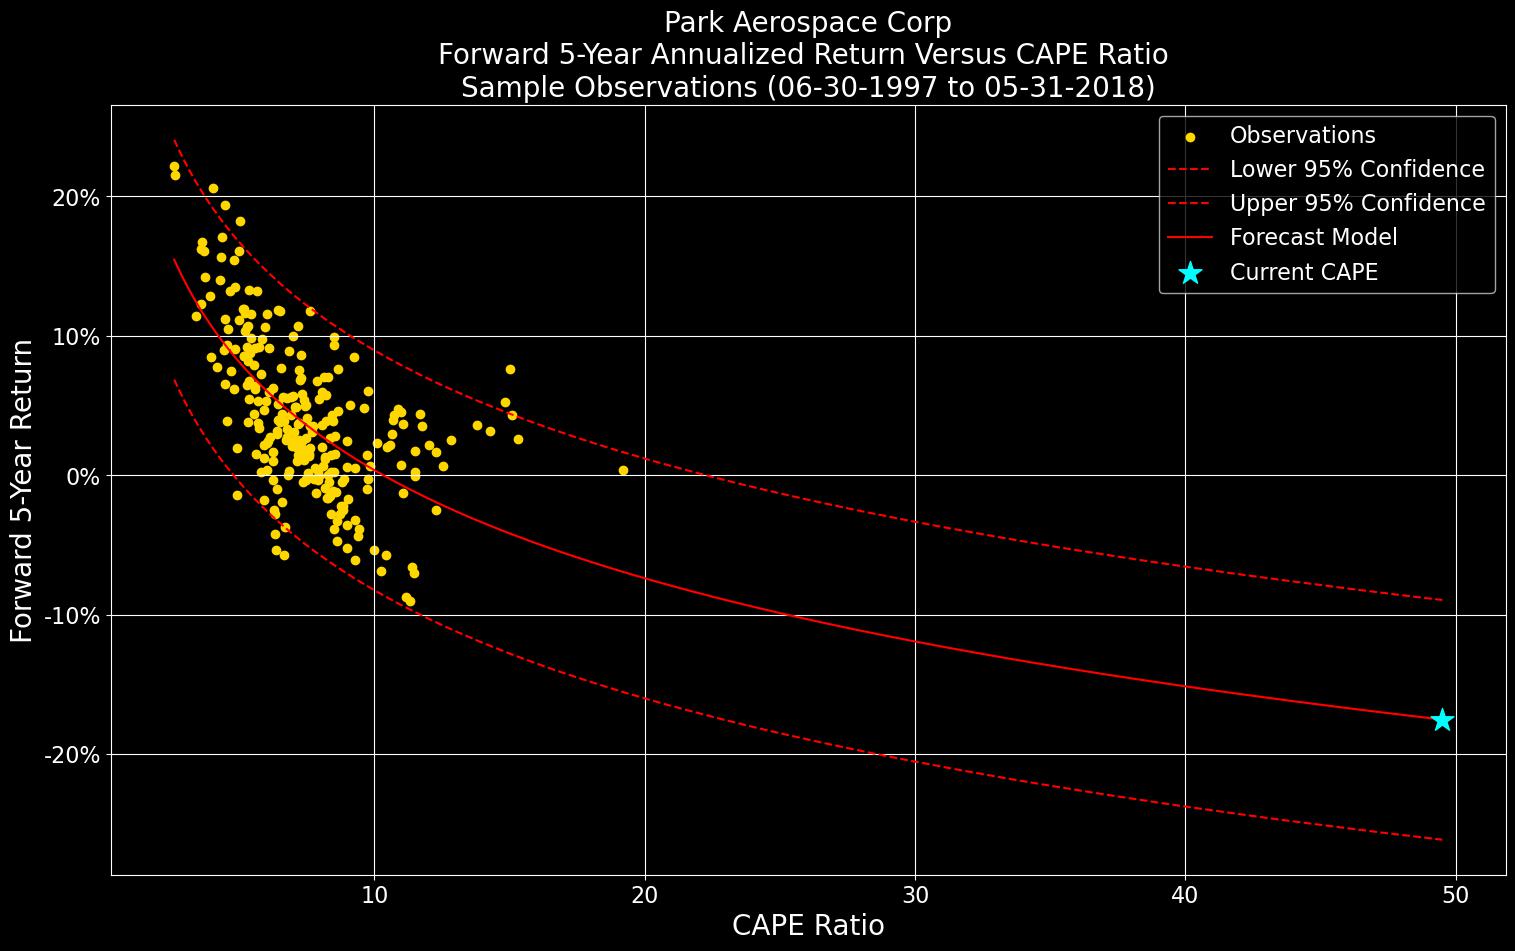 Park Aerospace Corp
Forward 5-Year Annualized Return Versus CAPE Ratio
Sample Observations (06-30-1997 to 05-31-2018)
Observations
Lower 95% Confidence
Upper 95% Confidence
Forecast Model
Current CAPE
Forward 5-Year Return
20%
10%
0%
-10%
-20%
10
20
30
40
50
CAPE Ratio